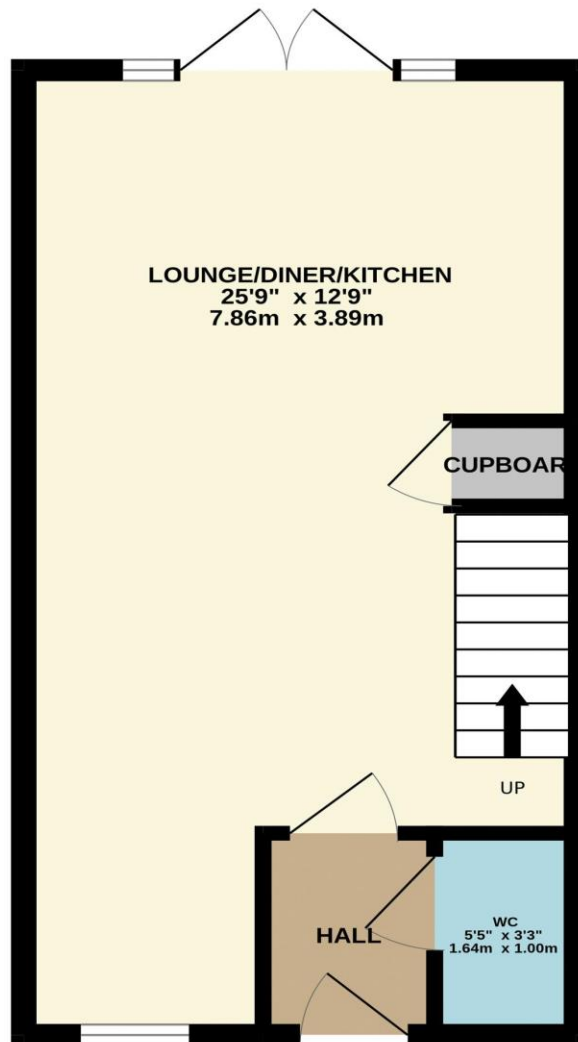 LOUNGE/DINER/KITCHEN
25'9" x 12'9"
7.86m x 3.89m
CUPBOAR
UP
HALL
WC
5'5" x 3'3"
1.64m x 1.00m